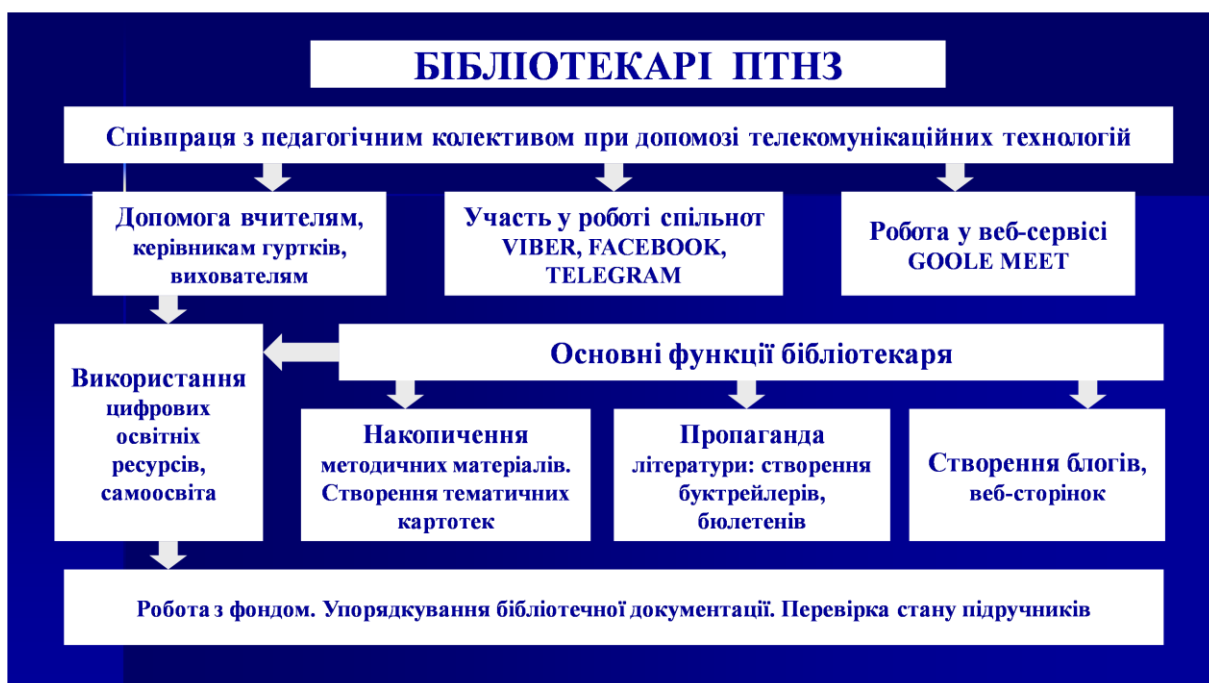 БІБЛІОТЕКАРІ ПТНЗ
Співпраця з педагогічним колективом при допомозі телекомунікаційних технологій
Допомога вчителям,
керівникам гуртків,
вихователям
Участь у роботі спільнот
VIBER, FACEBOOK,
TELEGRAM
Робота у веб-сервісі
GOOLE MEET
Використання
цифрових
освітніх
ресурсів,
самоосвіта
Основні функції бібліотекаря
Накопичення
методичних матеріалів.
Створення тематичних
картотек
Пропаганда
літератури: створення
буктрейлерів,
бюлетенів
Створення блогів,
веб-сторінок
Робота з фондом. Упорядкування бібліотечної документації. Перевірка стану підручників